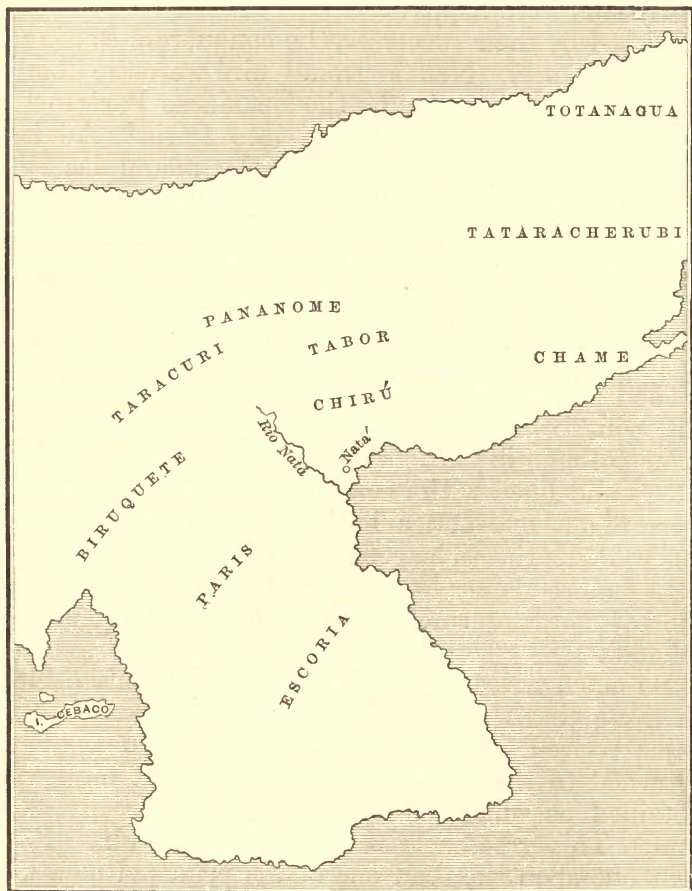 TOTANAGUA
TATARACHERUBI
PANANOME
TABOR
CHAME
TARACURI
CHIRÚ
Rio Natá
Natá
BIRUQUETE
PARIS
ESCORIA
I. CEBACO